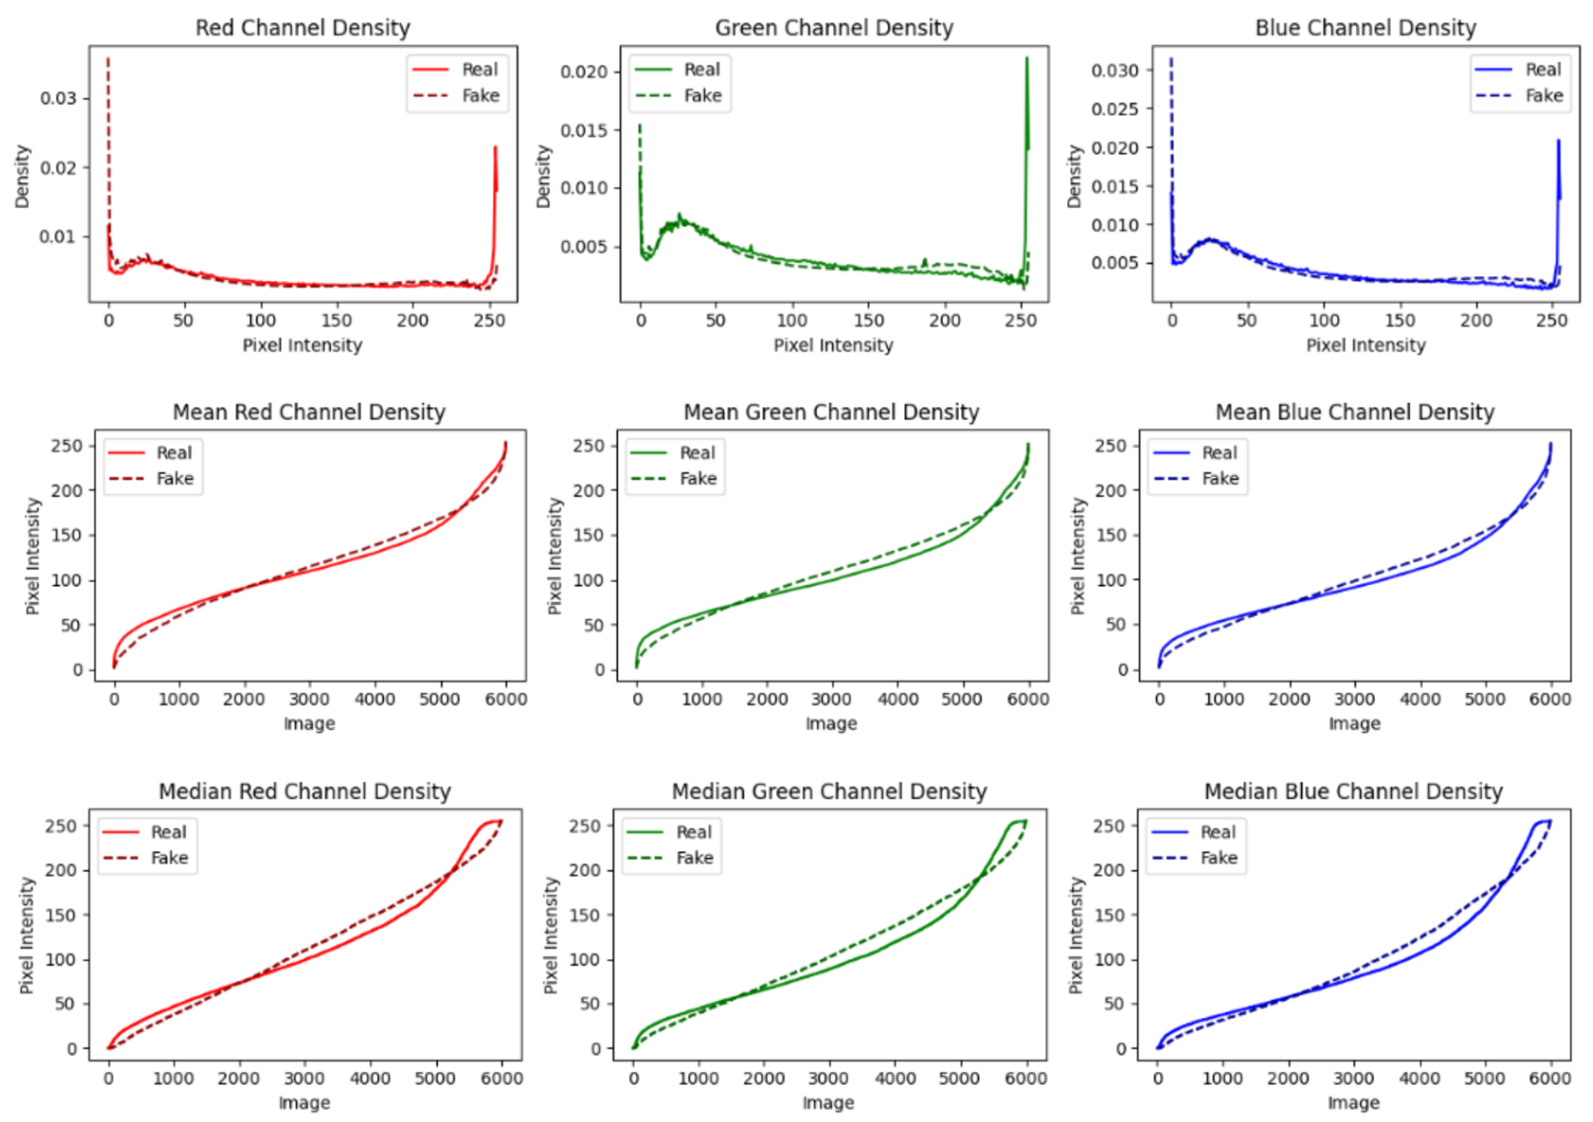 Red Channel Density
Green Channel Density
Blue Channel Density
Real
Fake
0.03
0.02
0.01
Density
0 50 100 150 200 250
Pixel Intensity
Real
Fake
0.020
0.015
0.010
0.005
Density
0 50 100 150 200 250
Pixel Intensity
Real
Fake
0.030
0.025
0.020
0.015
0.010
0.005
Density
0 50 100 150 200 250
Pixel Intensity
Mean Red Channel Density
Mean Green Channel Density
Mean Blue Channel Density
Real
Fake
250
200
150
100
50
0
Pixel Intensity
0 1000 2000 3000 4000 5000 6000
Image
Real
Fake
250
200
150
100
50
0
Pixel Intensity
0 1000 2000 3000 4000 5000 6000
Image
Real
Fake
250
200
150
100
50
0
Pixel Intensity
0 1000 2000 3000 4000 5000 6000
Image
Median Red Channel Density
Median Green Channel Density
Median Blue Channel Density
Real
Fake
250
200
150
100
50
0
Pixel Intensity
0 1000 2000 3000 4000 5000 6000
Image
Real
Fake
250
200
150
100
50
0
Pixel Intensity
0 1000 2000 3000 4000 5000 6000
Image
Real
Fake
250
200
150
100
50
0
Pixel Intensity
0 1000 2000 3000 4000 5000 6000
Image